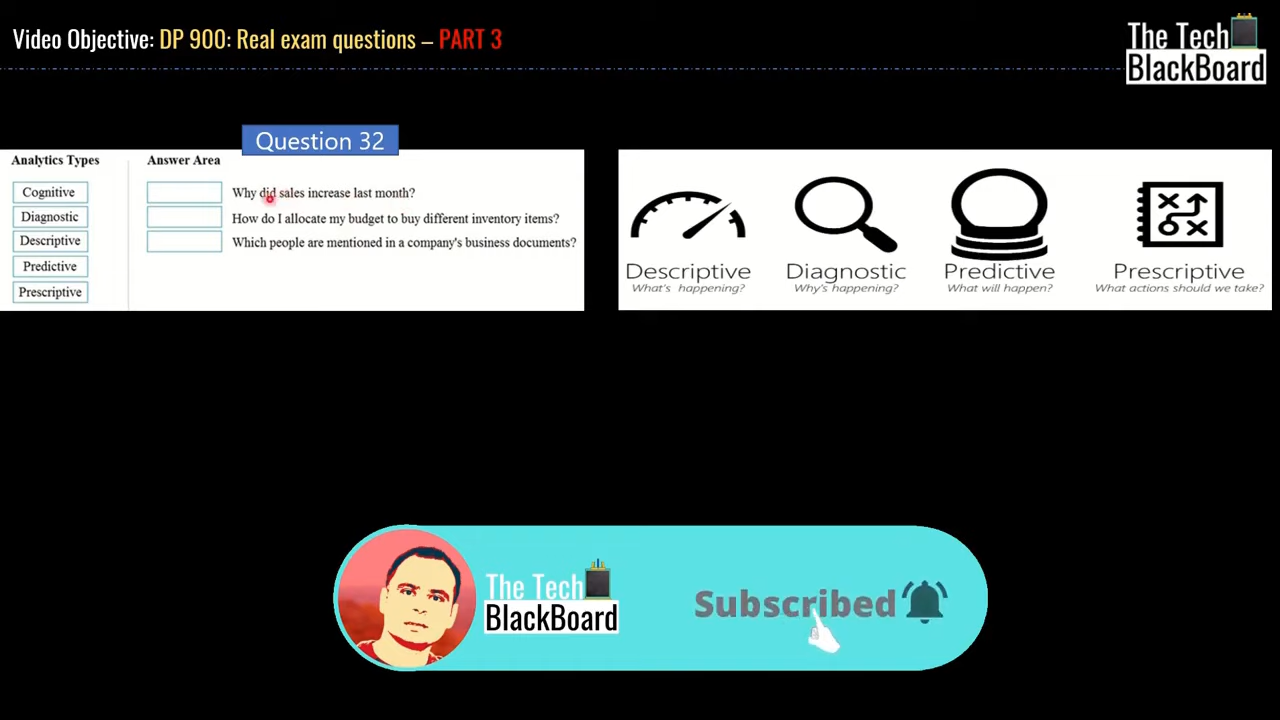 Video Objective: DP 900: Real exam questions – PART 3
The Tech
BlackBoard
Question 32
Analytics Types
Answer Area
Cognitive
Diagnostic
Descriptive
Predictive
Prescriptive
Why did sales increase last month?
How do I allocate my budget to buy different inventory items?
Which people are mentioned in a company's business documents?
Descriptive
What's happening?
Diagnostic
Why's happening?
Predictive
What will happen?
Prescriptive
What actions should we take?
The Tech
BlackBoard
Subscribed